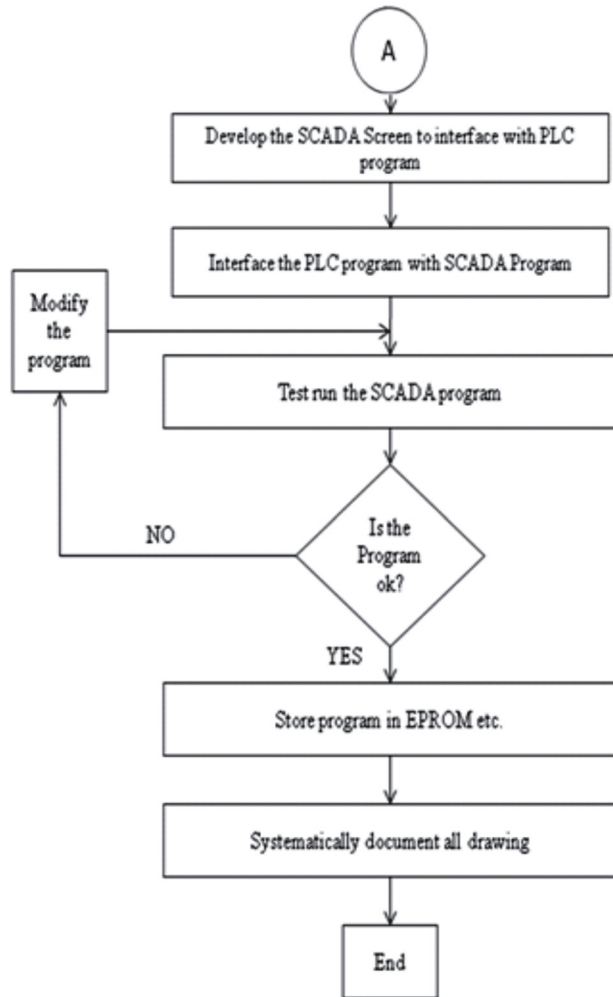 A
Develop the SCADA Screen to interface with PLC
program
Interface the PLC program with SCADA Program
Modify
the
program
Test run the SCADA program
Is the
Program
ok?
NO
YES
Store program in EPROM etc.
Systematically document all drawing
End